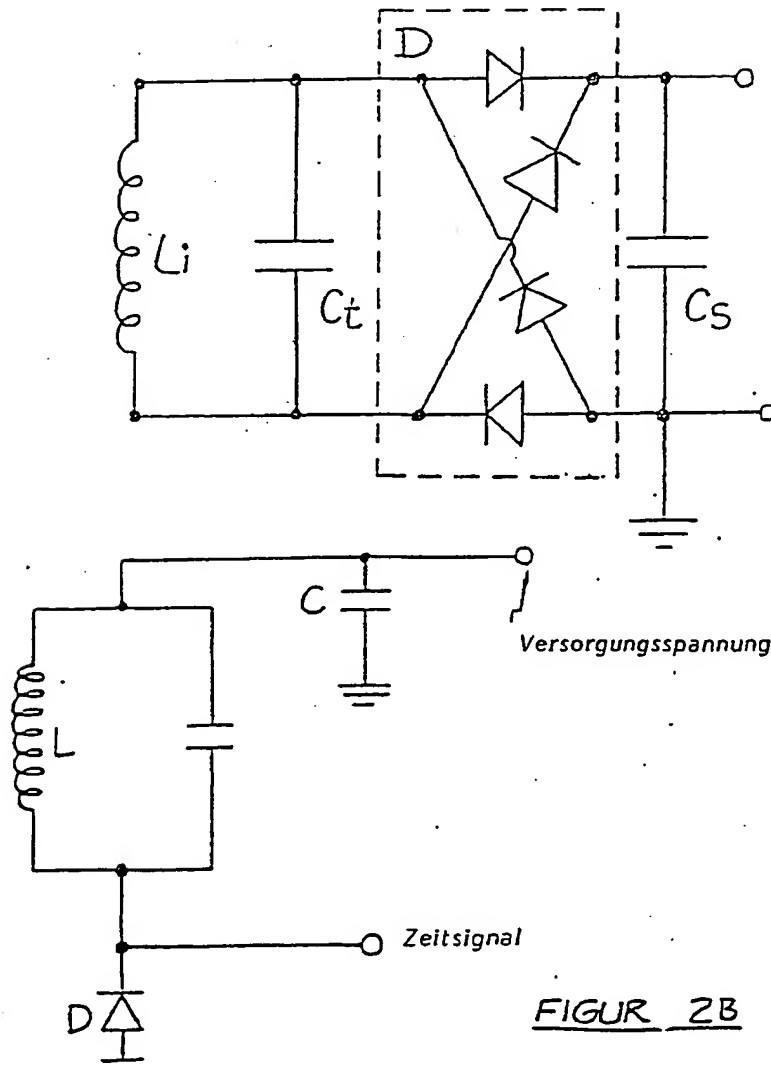 D
Li
Ct
Cs
C
Versorgungsspannung
L
Zeitsignal
D
FIGUR 2B